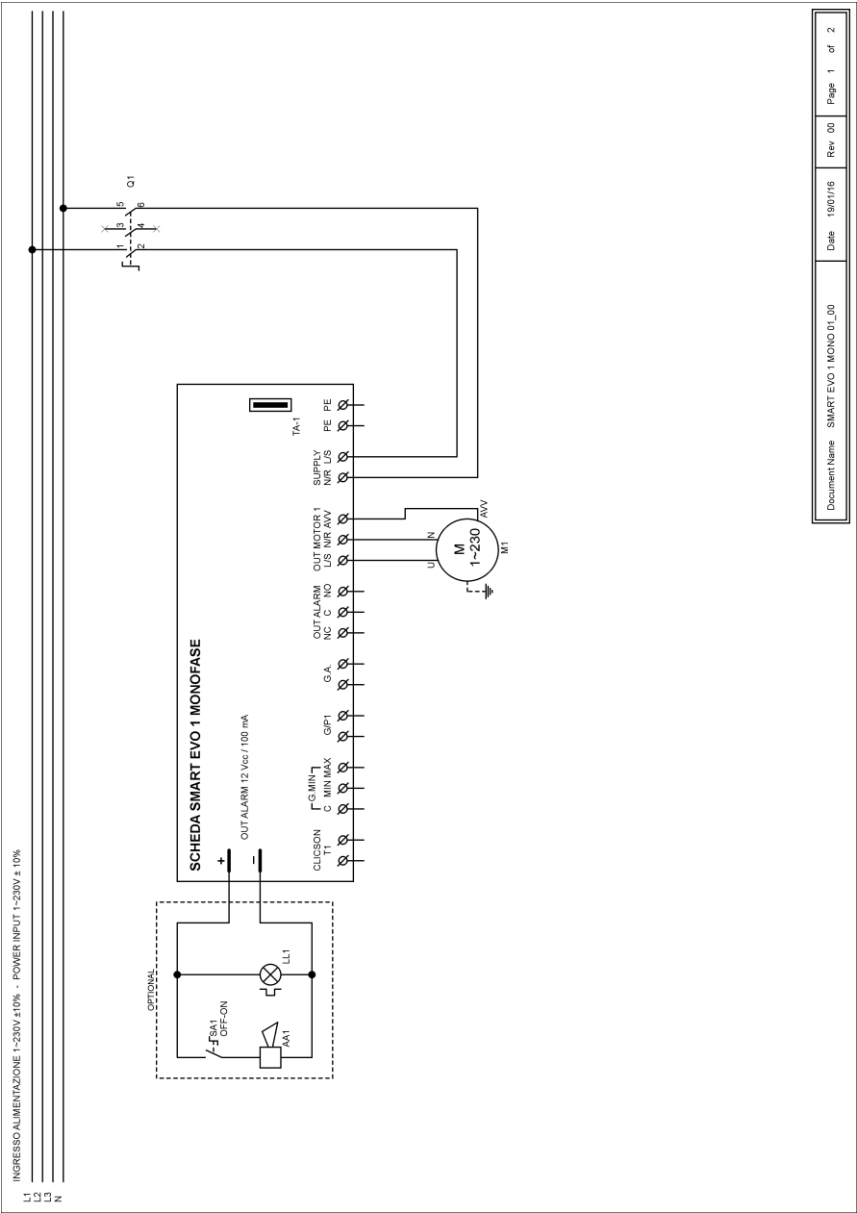 INGRESSO ALIMENTAZIONE 1~230V ±10% - POWER INPUT 1~230V ± 10%
L1
L2
L3
N
Q1
1 3 5
2 4 6
OPTIONAL
SA1
OFF-ON
AA1
LL1
SCHEDA SMART EVO 1 MONOFASE
+
OUT ALARM 12 Vcc / 100 mA
–
TA-1
CLICSON
T1
G.MIN
C MIN MAX
G/P1
G.A.
OUT ALARM
NC C NO
OUT MOTOR 1
L/S N/R AVV
SUPPLY
N/R L/S
PE PE
U N AVV
M
1~230
M1
Document Name SMART EVO 1 MONO 01_00 Date 19/01/16 Rev 00 Page 1 of 2